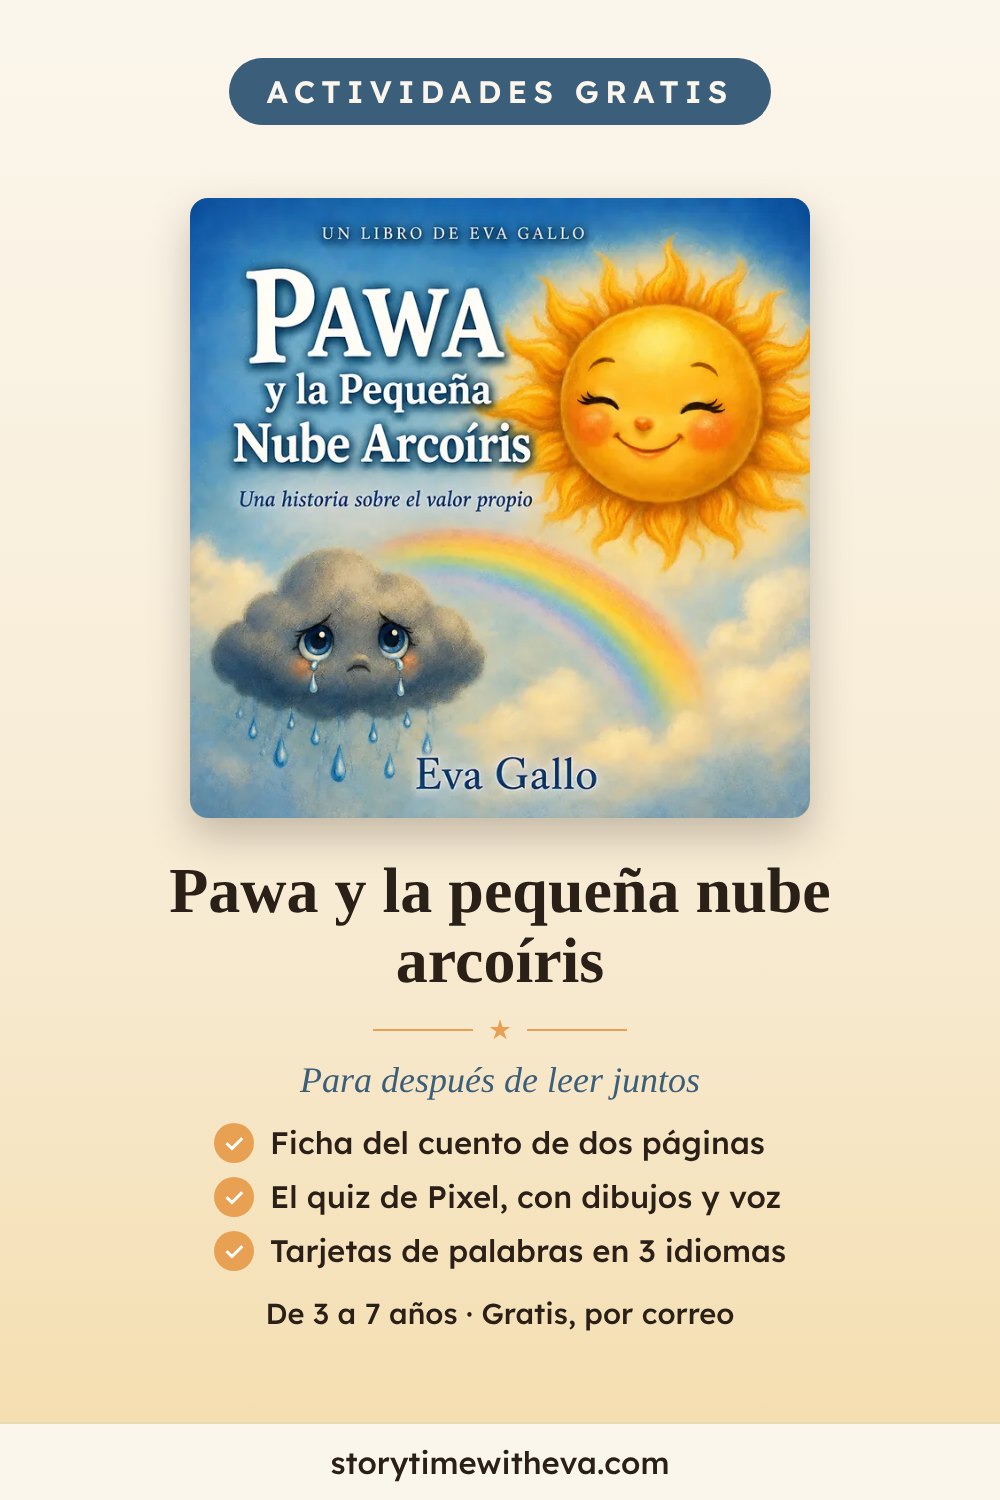 ACTIVIDADES GRATIS
UN LIBRO DE EVA GALLO
PAWA
y la Pequeña
Nube Arcoíris
Una historia sobre el valor propio
Eva Gallo
Pawa y la pequeña nube
arcoíris
Para después de leer juntos
Ficha del cuento de dos páginas
El quiz de Pixel, con dibujos y voz
Tarjetas de palabras en 3 idiomas
De 3 a 7 años · Gratis, por correo
storytimewitheva.com